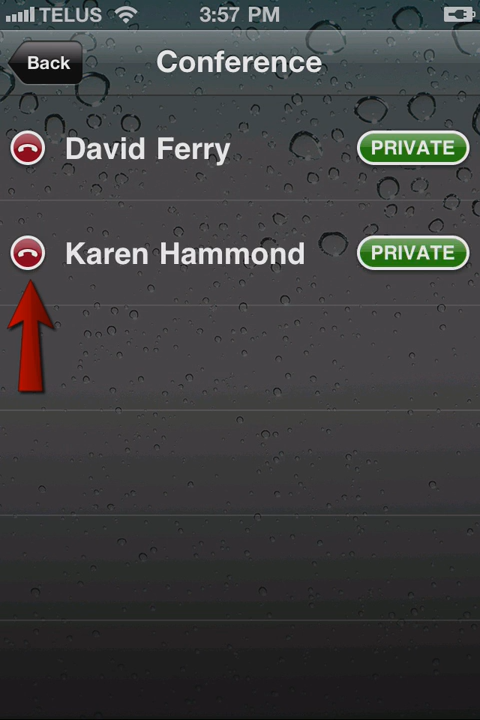 TELUS 3:57 PM
Back Conference
David Ferry PRIVATE
Karen Hammond PRIVATE